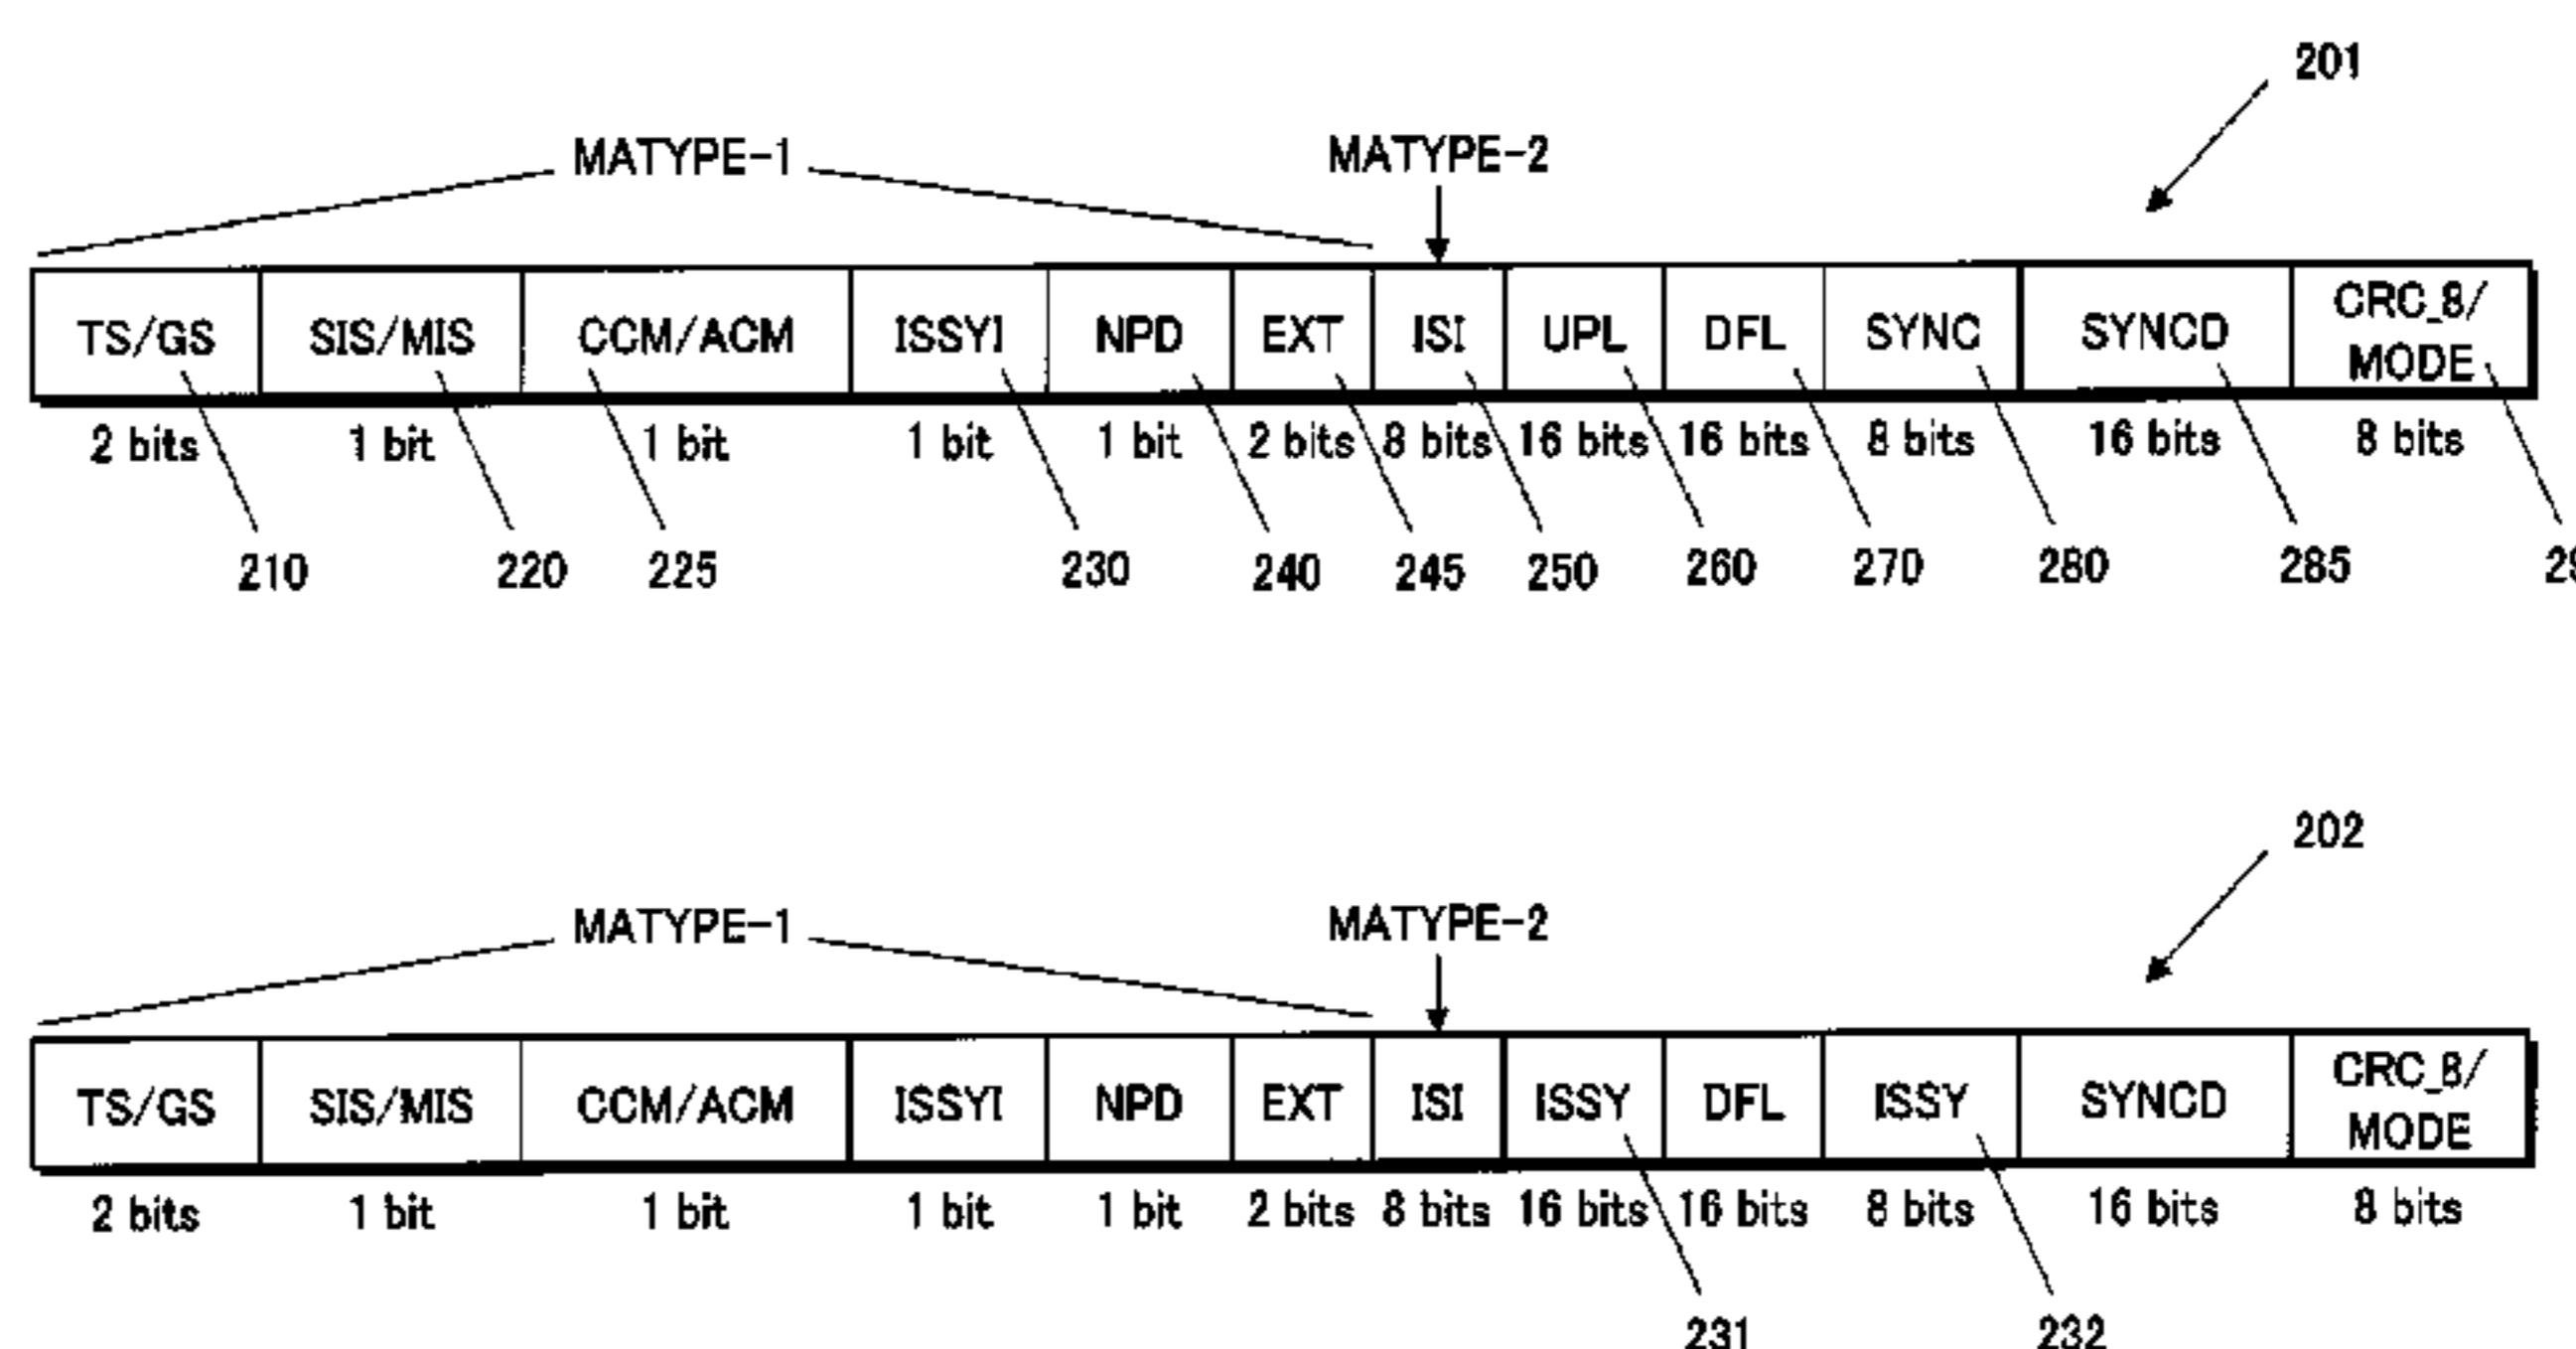 201
MATYPE-1 MATYPE-2
TS/GS SIS/MIS CCM/ACM ISSYI NPD EXT ISI UPL DFL SYNC SYNCD CRC_8/
MODE
2 bits 1 bit 1 bit 1 bit 1 bit 2 bits 8 bits 16 bits 16 bits 8 bits 16 bits 8 bits
210 220 225 230 240 245 250 260 270 280 285
202
MATYPE-1 MATYPE-2
TS/GS SIS/MIS CCM/ACM ISSYI NPD EXT ISI ISSY DFL ISSY SYNCD CRC_8/
MODE
2 bits 1 bit 1 bit 1 bit 1 bit 2 bits 8 bits 16 bits 16 bits 8 bits 16 bits 8 bits
231 232